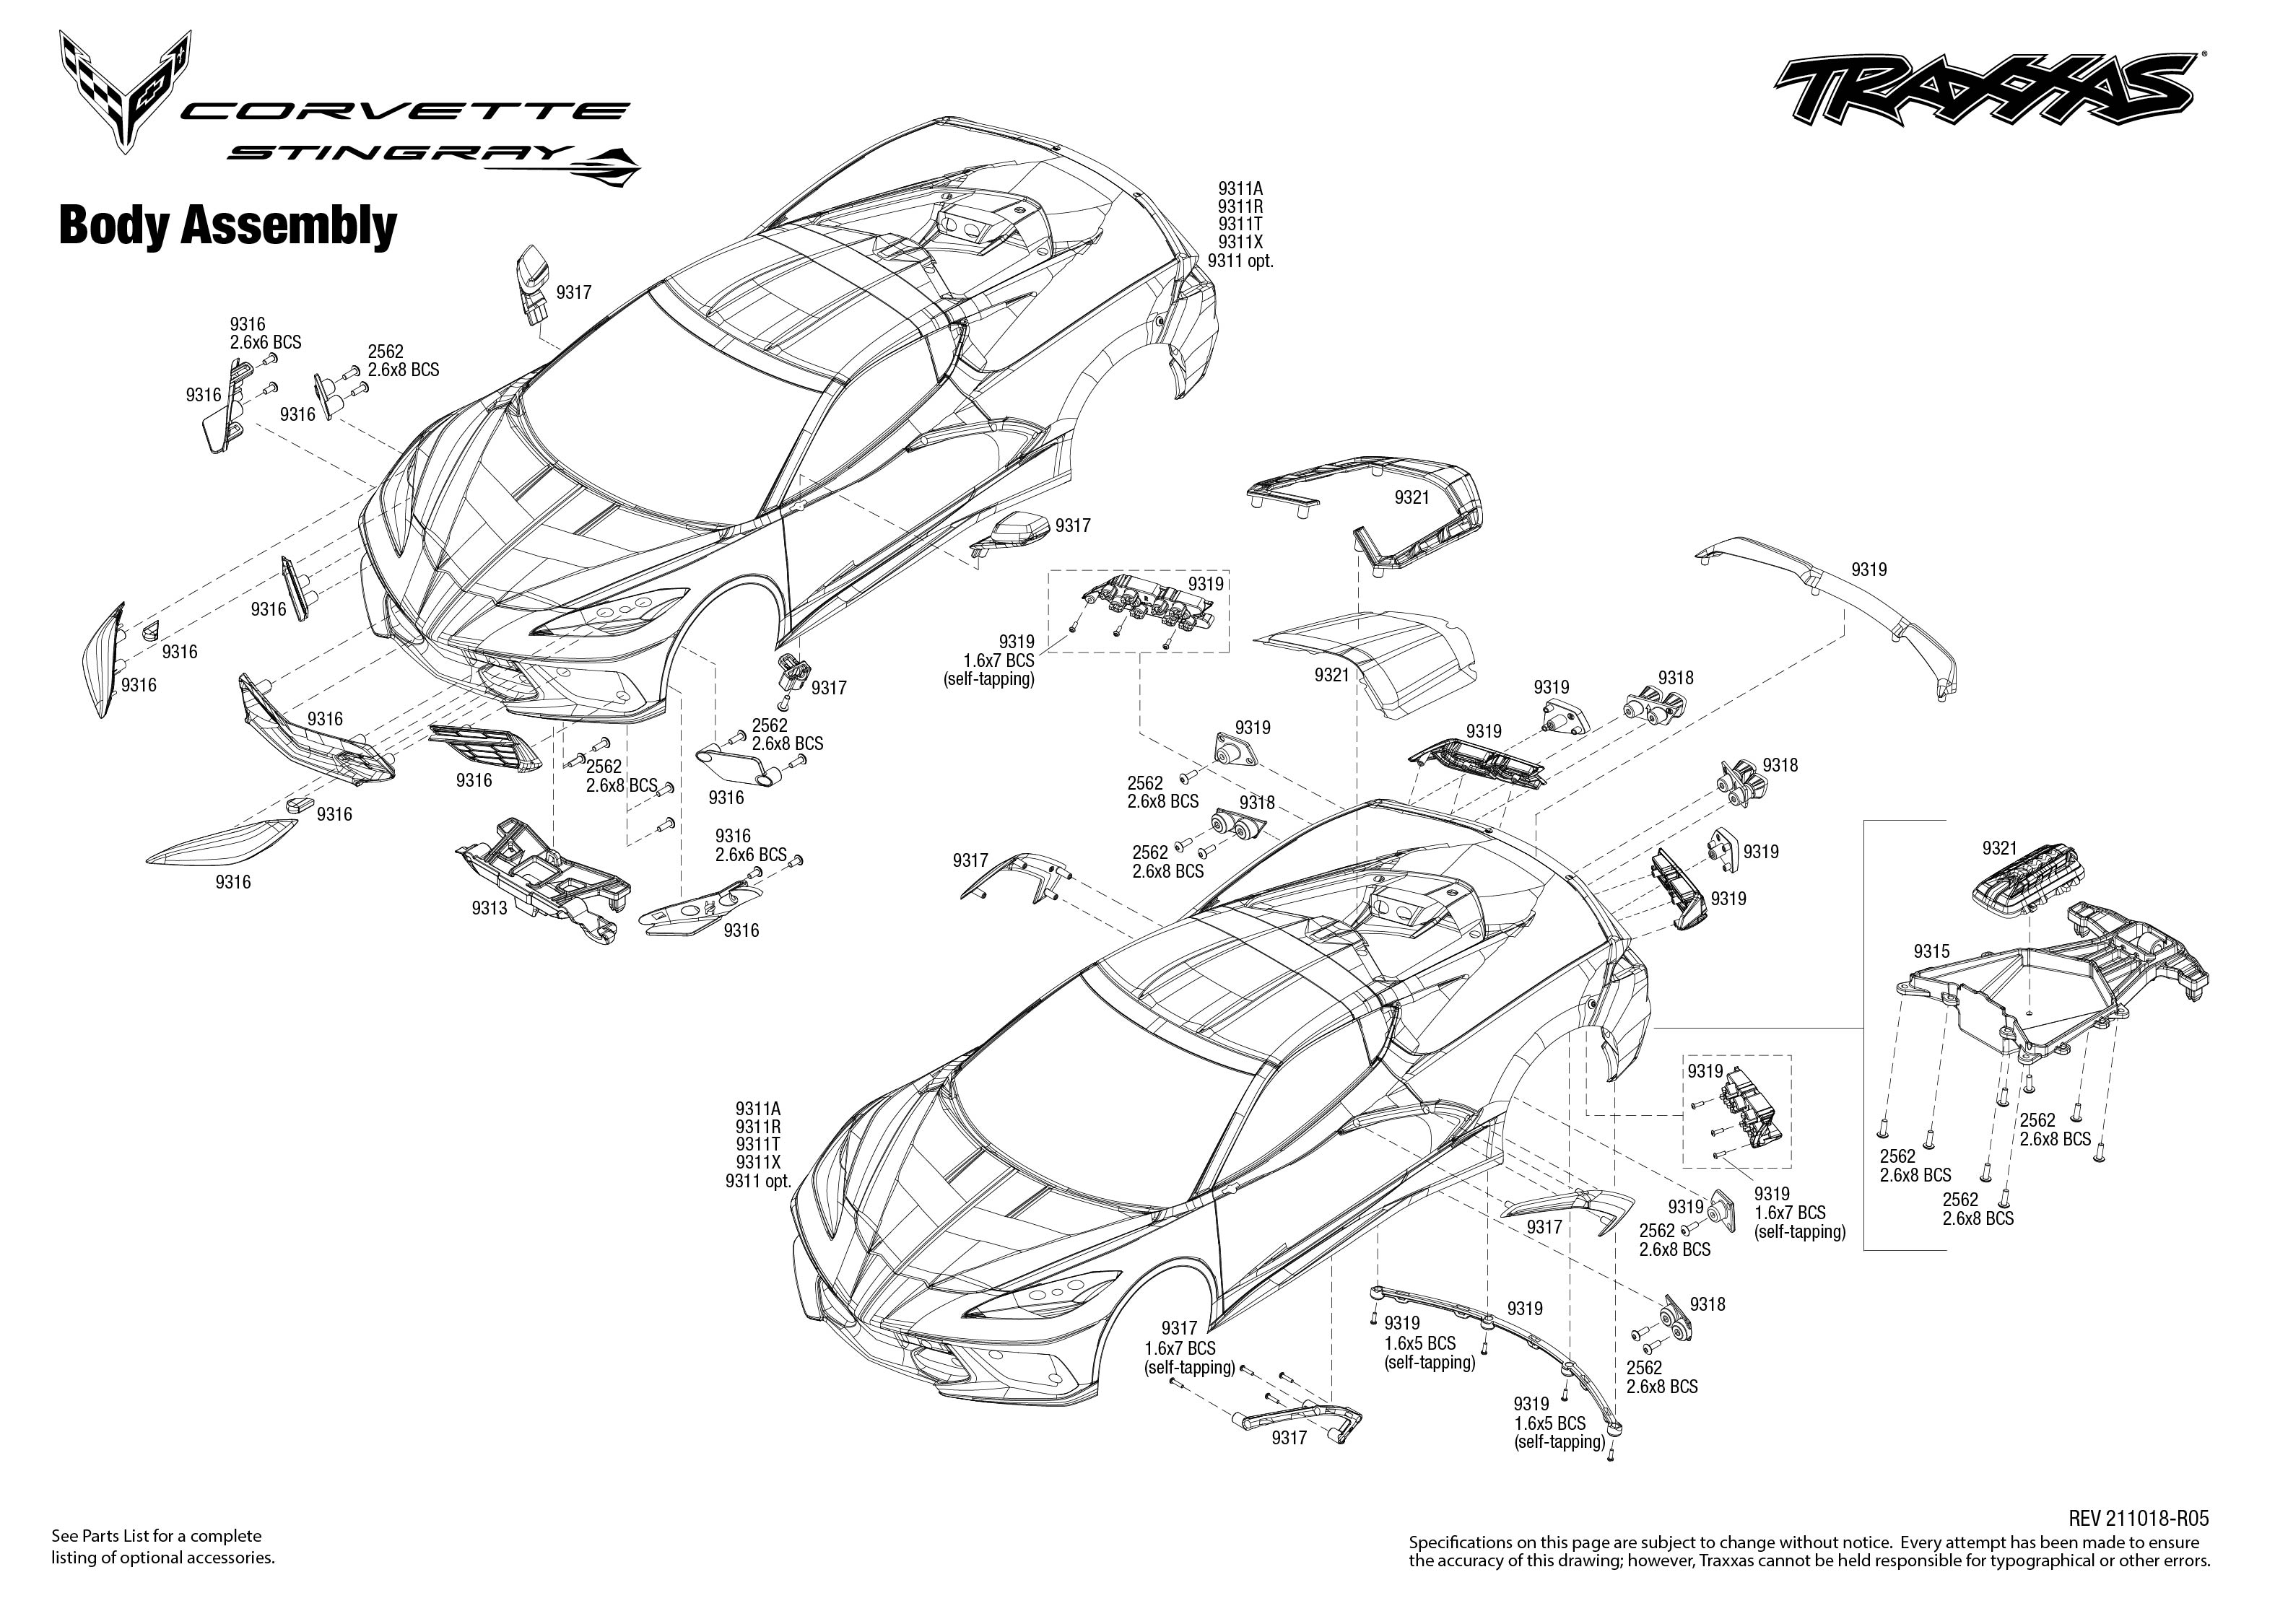 CORVETTE
STINGRAY
TRAXXAS®
Body Assembly
9311A
9311R
9311T
9311X
9311 opt.
9317
9316
2.6x6 BCS
2562
2.6x8 BCS
9316
9316
9321
9317
9319
9319
9316
9319
1.6x7 BCS
(self-tapping)
9316
9316
9321
9317
9319
9318
9316
2562
2.6x8 BCS
9319
9319
9316
2562
2.6x8 BCS
9318
2562
2.6x8 BCS
9316
9318
9316
9316
2.6x6 BCS
2562
2.6x8 BCS
9317
9319
9321
9316
9313
9316
9319
9315
9311A
9311R
9311T
9311X
9311 opt.
9319
2562
2.6x8 BCS
2562
2.6x8 BCS
2562
2.6x8 BCS
9319
1.6x7 BCS
(self-tapping)
9319
2562
2.6x8 BCS
9317
9318
9319
9319
1.6x5 BCS
(self-tapping)
9317
1.6x7 BCS
(self-tapping)
2562
2.6x8 BCS
9319
1.6x5 BCS
(self-tapping)
9317
REV 211018-R05
See Parts List for a complete
listing of optional accessories.
Specifications on this page are subject to change without notice. Every attempt has been made to ensure
the accuracy of this drawing; however, Traxxas cannot be held responsible for typographical or other errors.